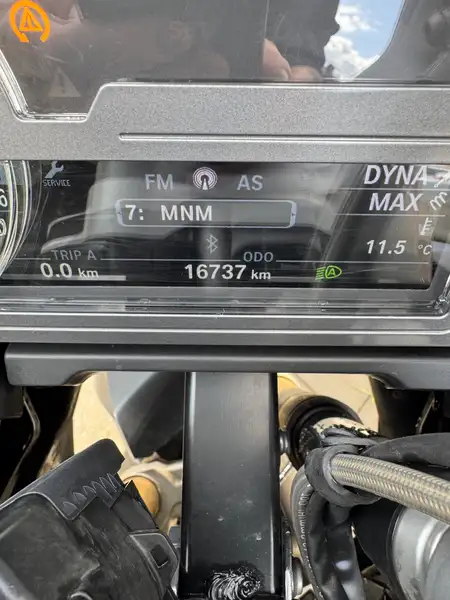 SERVICE
FM AS
DYNA
7: MNM
MAX
11.5 °C
TRIP A
0.0 km
ODO
16737 km
A